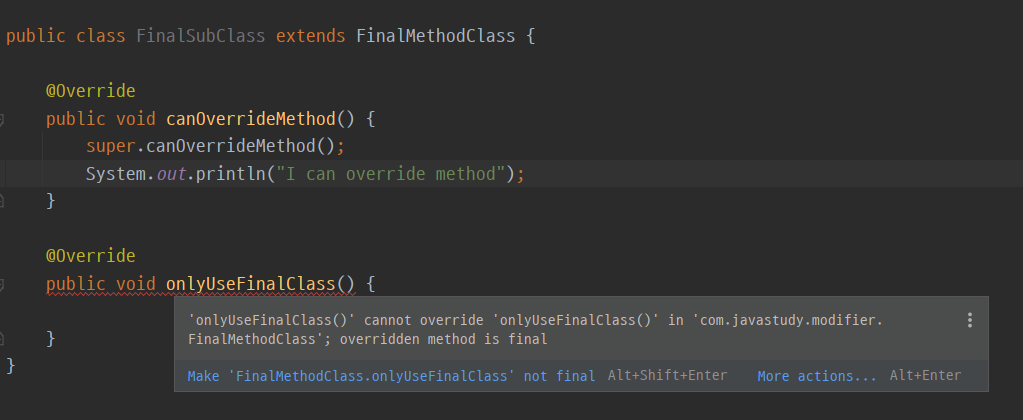 public class FinalSubClass extends FinalMethodClass {
@Override
public void canOverrideMethod() {
super.canOverrideMethod();
System.out.println("I can override method");
}
@Override
public void onlyUseFinalClass() {
'onlyUseFinalClass()' cannot override 'onlyUseFinalClass()' in 'com.javastudy.modifier.
FinalMethodClass'; overridden method is final
Make 'FinalMethodClass.onlyUseFinalClass' not final Alt+Shift+Enter More actions... Alt+Enter
}
}